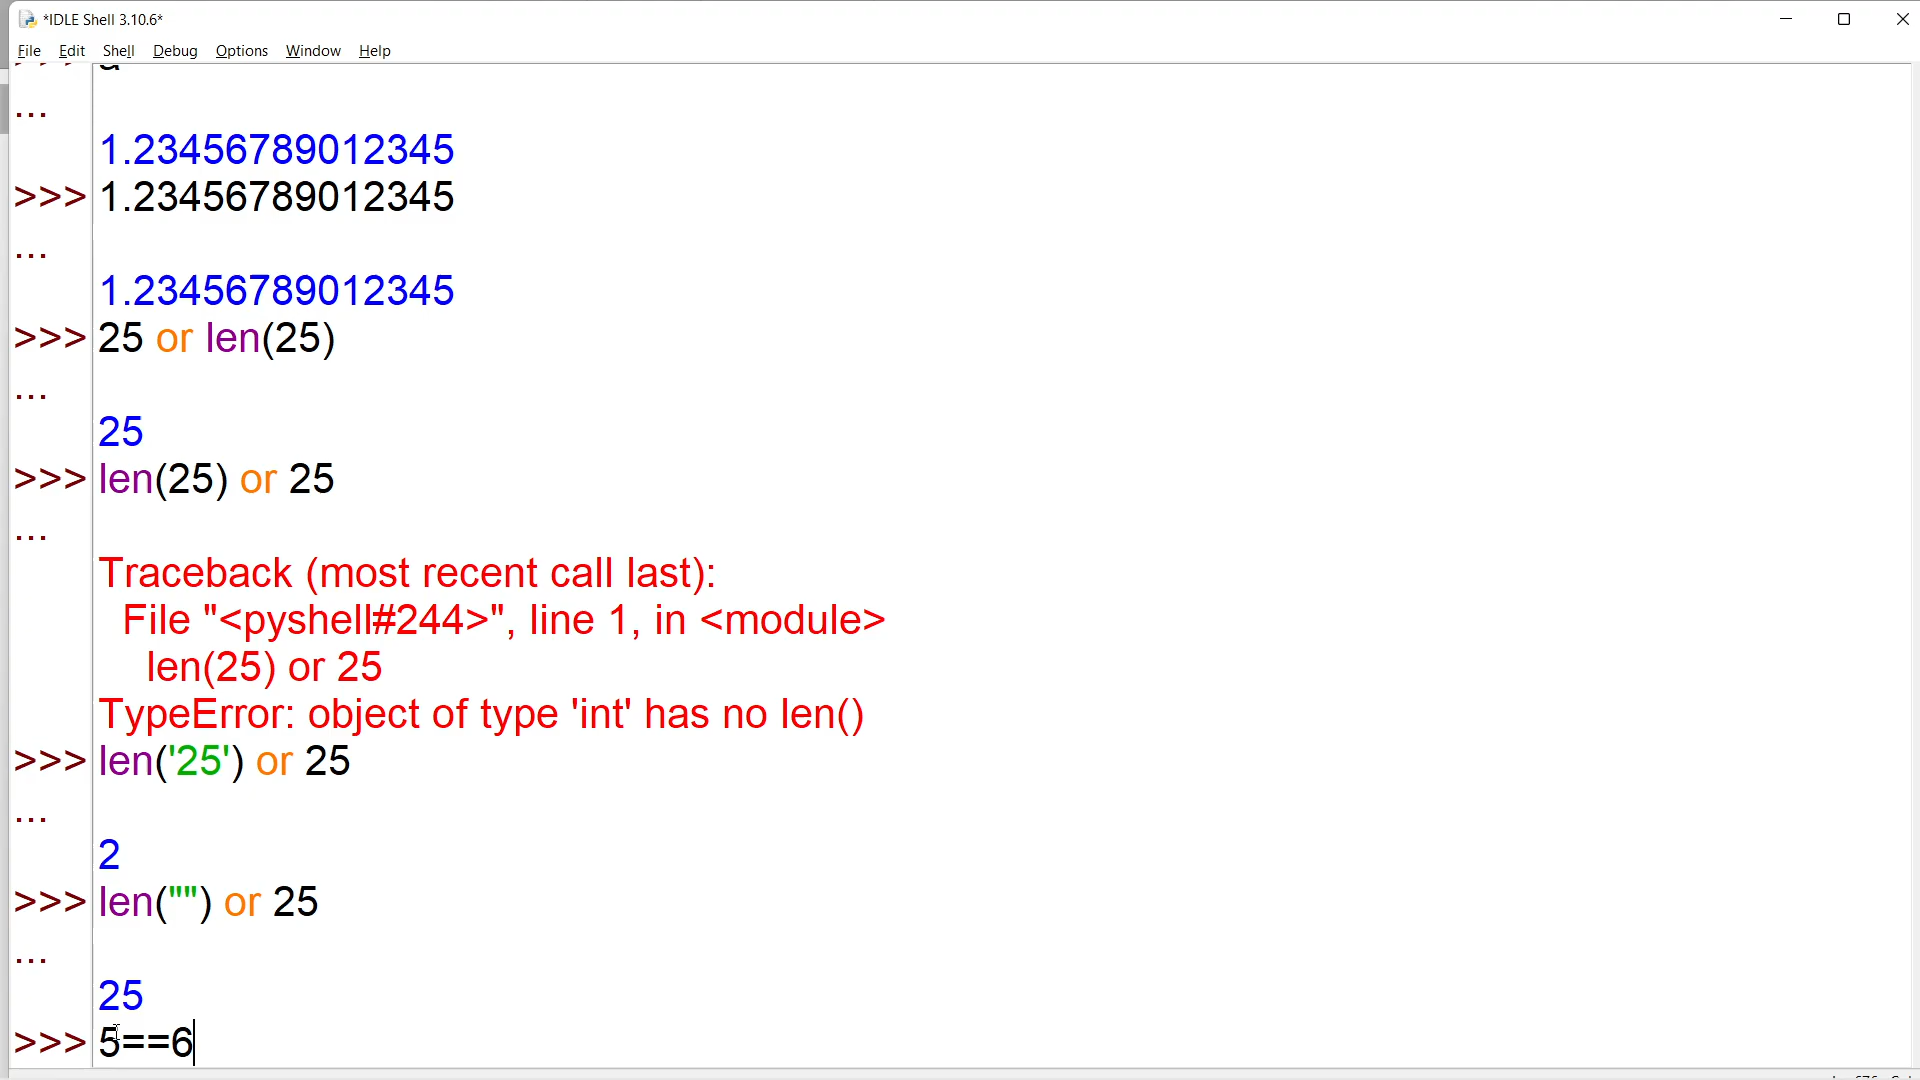 *IDLE Shell 3.10.6*
File Edit Shell Debug Options Window Help
...
1.23456789012345
>>> 1.23456789012345
...
1.23456789012345
>>> 25 or len(25)
...
25
>>> len(25) or 25
...
Traceback (most recent call last):
File "<pyshell#244>", line 1, in <module>
len(25) or 25
TypeError: object of type 'int' has no len()
>>> len('25') or 25
...
2
>>> len("") or 25
...
25
>>> 5==6